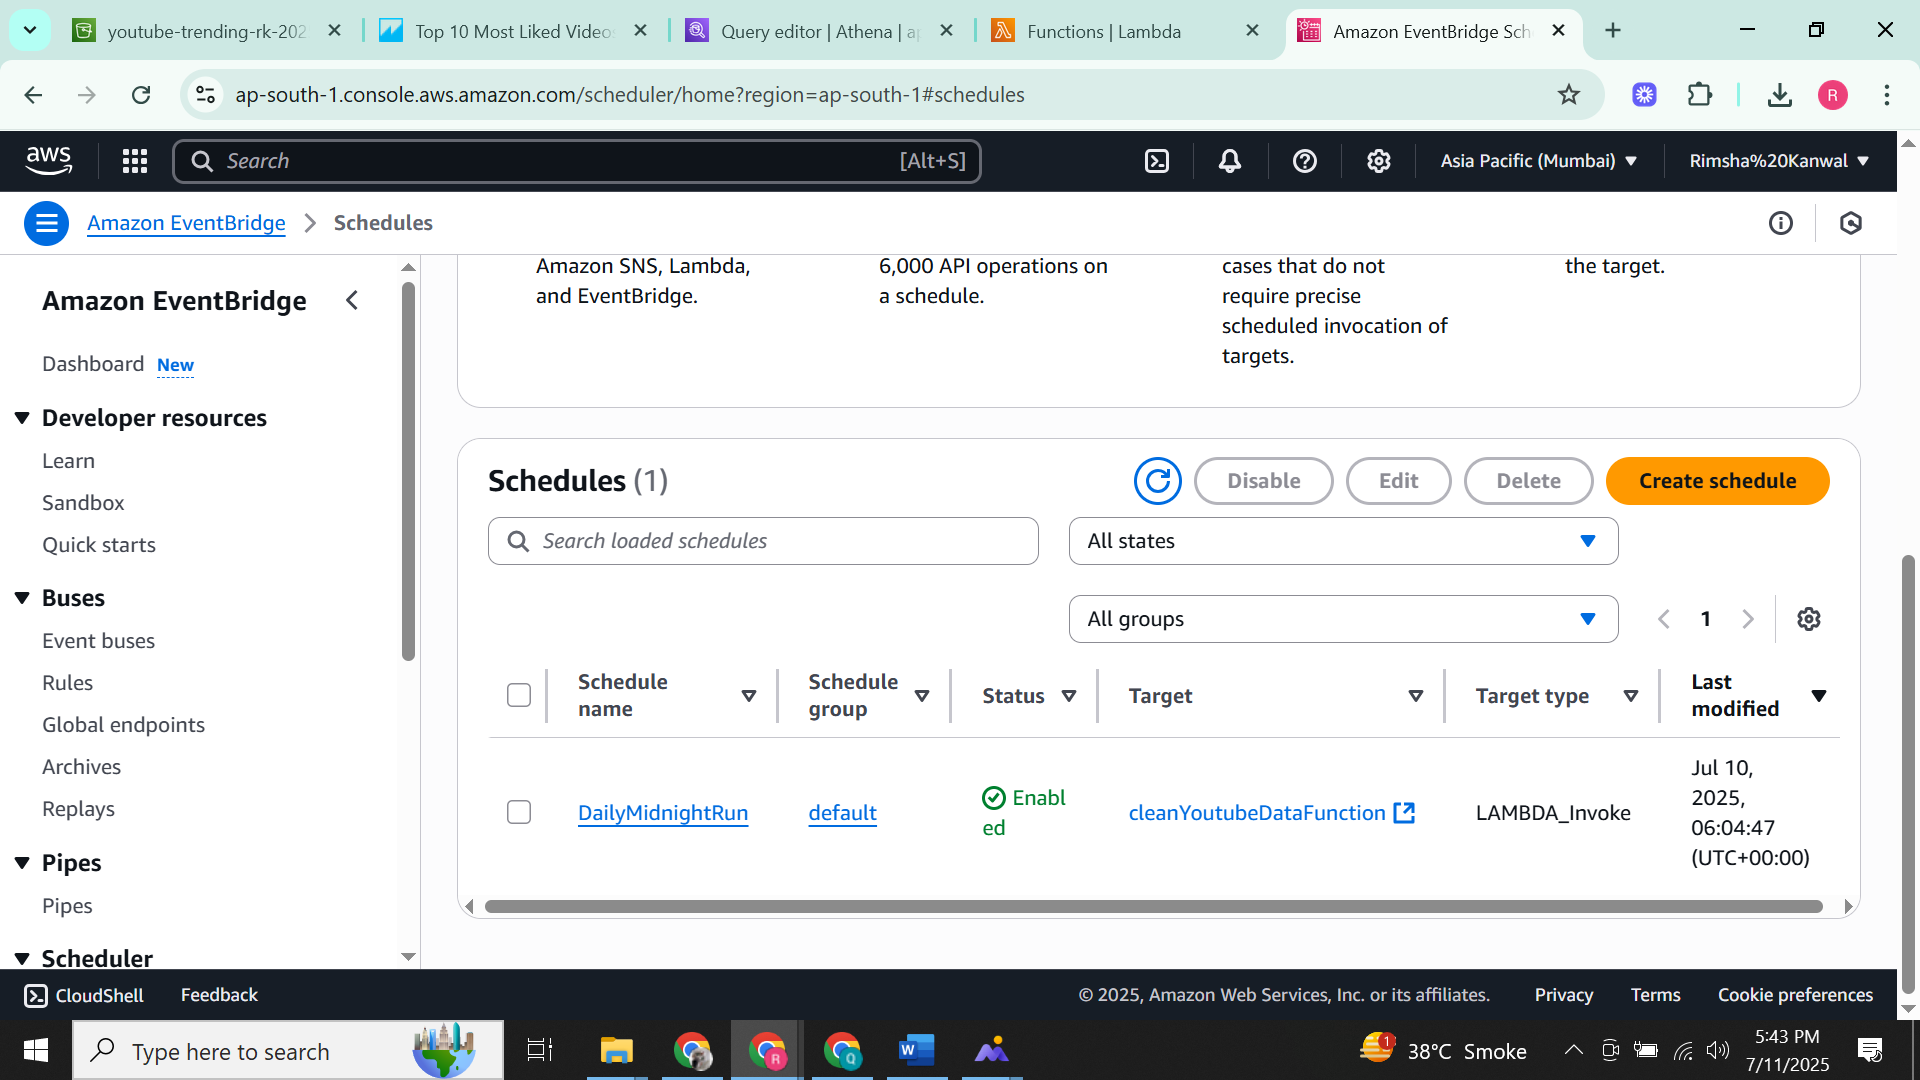 youtube-trending-rk-202
Top 10 Most Liked Video
Query editor | Athena | a
Functions | Lambda
Amazon EventBridge Sch
ap-south-1.console.aws.amazon.com/scheduler/home?region=ap-south-1#schedules
R
aws
Search
[Alt+S]
Asia Pacific (Mumbai)
Rimsha%20Kanwal
Amazon EventBridge
Schedules
Amazon EventBridge
Dashboard New
Developer resources
Learn
Sandbox
Quick starts
Buses
Event buses
Rules
Global endpoints
Archives
Replays
Pipes
Pipes
Scheduler
Amazon SNS, Lambda,
and EventBridge.
6,000 API operations on
a schedule.
cases that do not
require precise
scheduled invocation of
targets.
the target.
Schedules (1)
Disable
Edit
Delete
Create schedule
Search loaded schedules
All states
All groups
1
Schedule
name
Schedule
group
Status
Target
Target type
Last
modified
DailyMidnightRun
default
Enabl
ed
cleanYoutubeDataFunction
LAMBDA_Invoke
Jul 10,
2025,
06:04:47
(UTC+00:00)
CloudShell
Feedback
© 2025, Amazon Web Services, Inc. or its affiliates.
Privacy
Terms
Cookie preferences
Type here to search
R
Q
W
1
38°C Smoke
5:43 PM
7/11/2025